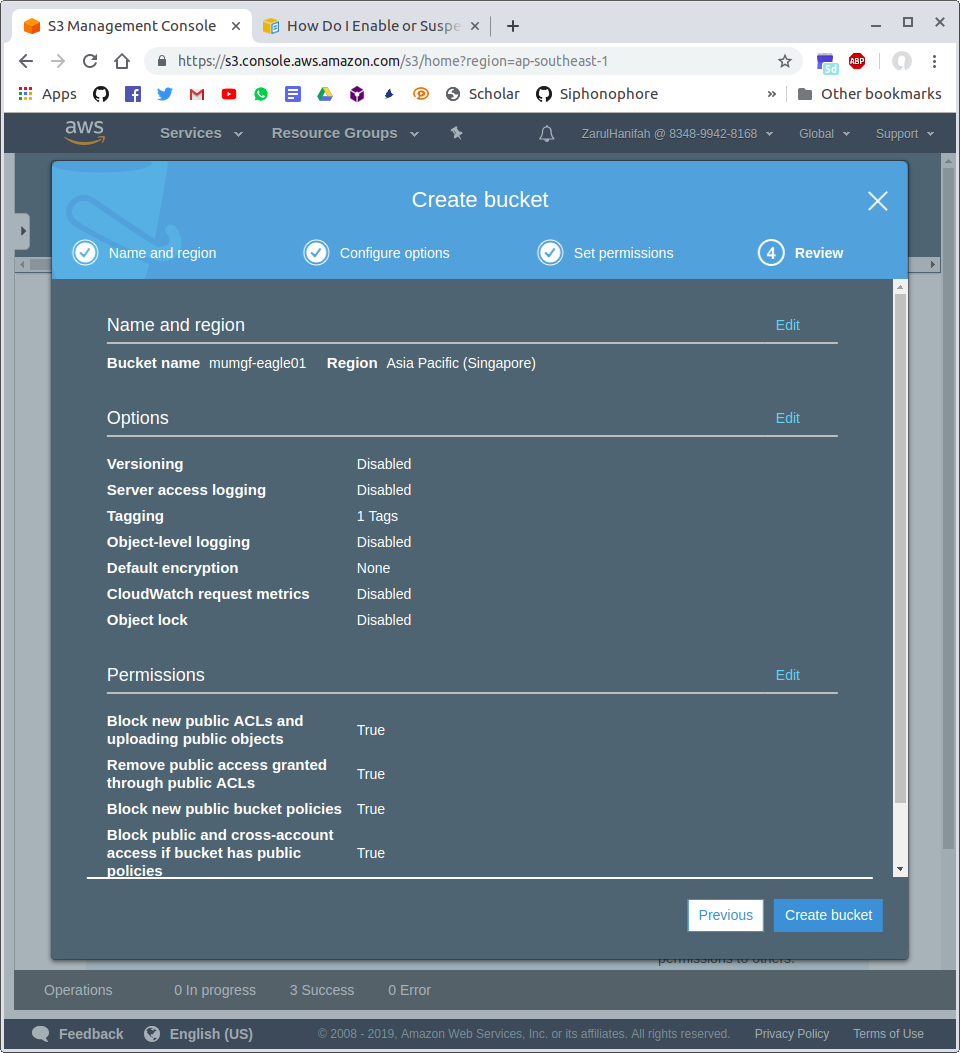 S3 Management Console
How Do I Enable or Suspe
https://s3.console.aws.amazon.com/s3/home?region=ap-southeast-1
5d
ABP
Apps
Scholar
Siphonophore
»
Other bookmarks
aws
Services
Resource Groups
ZarulHanifah @ 8348-9942-8168
Global
Support
Create bucket
Name and region
Configure options
Set permissions
4 Review
Name and region
Edit
Bucket name mumgf-eagle01 Region Asia Pacific (Singapore)
Options
Edit
Versioning Disabled
Server access logging Disabled
Tagging 1 Tags
Object-level logging Disabled
Default encryption None
CloudWatch request metrics Disabled
Object lock Disabled
Permissions
Edit
Block new public ACLs and
uploading public objects
True
Remove public access granted
through public ACLs
True
Block new public bucket policies True
Block public and cross-account
access if bucket has public
policies
True
Previous
Create bucket
permissions to others.
Operations
0 In progress
3 Success
0 Error
Feedback
English (US)
© 2008 - 2019, Amazon Web Services, Inc. or its affiliates. All rights reserved.
Privacy Policy
Terms of Use